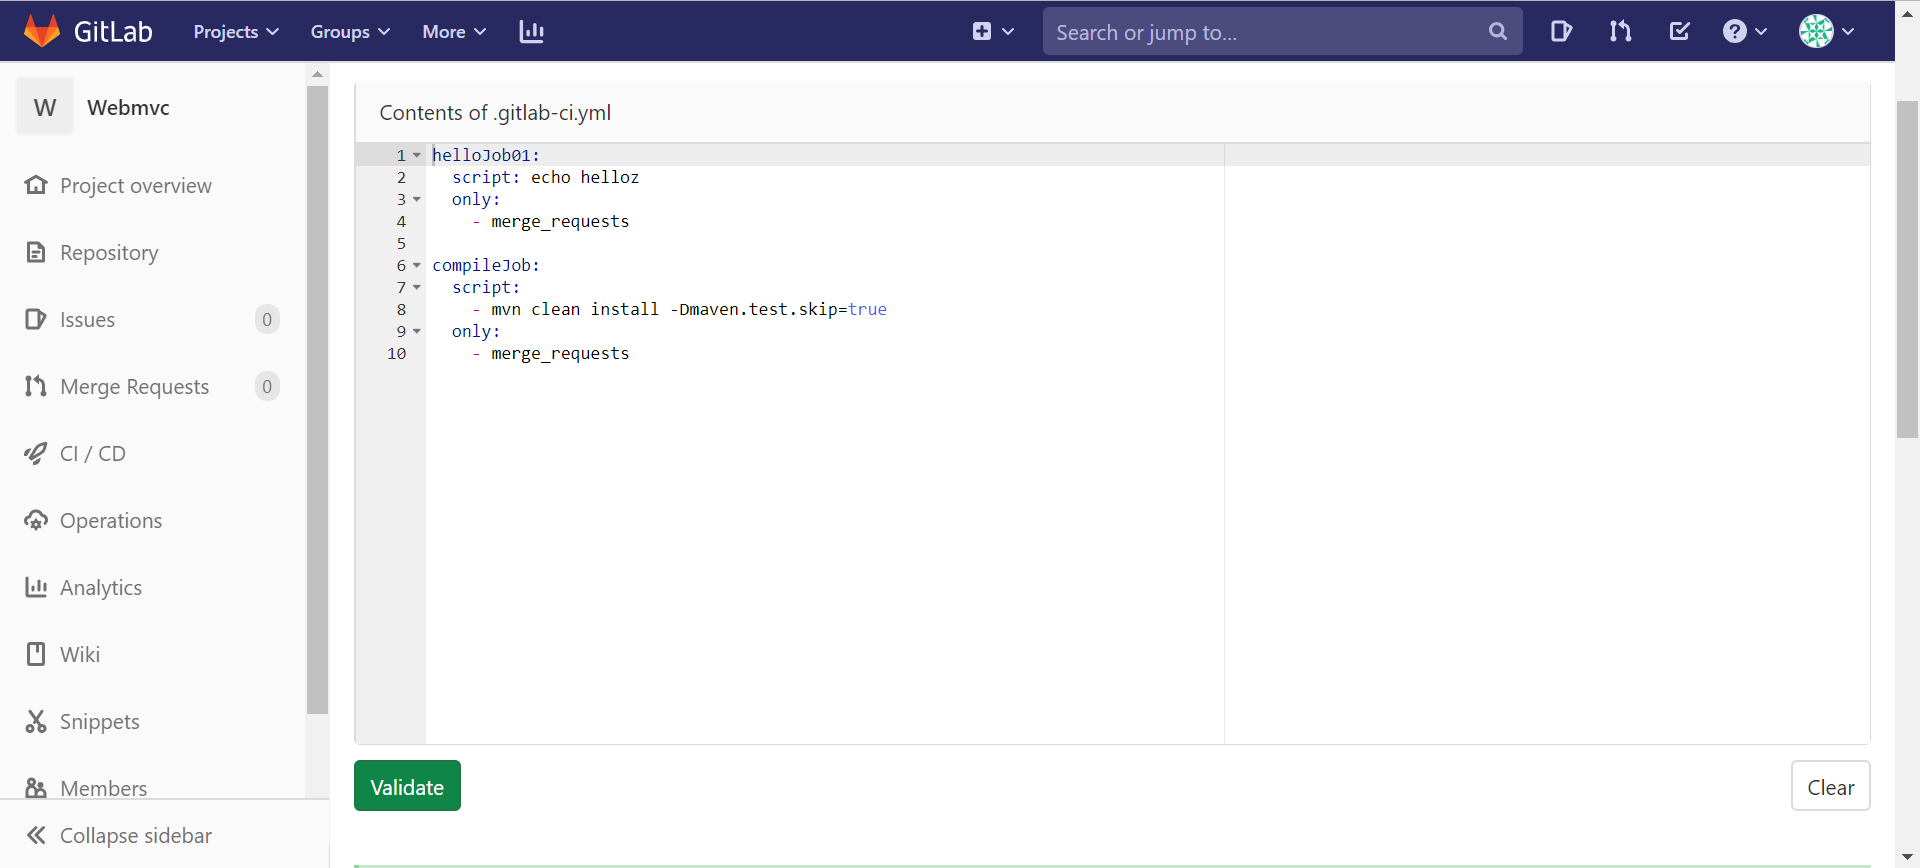 GitLab Projects Groups More Search or jump to...
W Webmvc
Project overview
Repository
Issues 0
Merge Requests 0
CI / CD
Operations
Analytics
Wiki
Snippets
Members
Collapse sidebar
Contents of .gitlab-ci.yml
1 helloJob01:
2   script: echo helloz
3   only:
4     - merge_requests
5
6 compileJob:
7   script:
8     - mvn clean install -Dmaven.test.skip=true
9   only:
10     - merge_requests
Validate
Clear